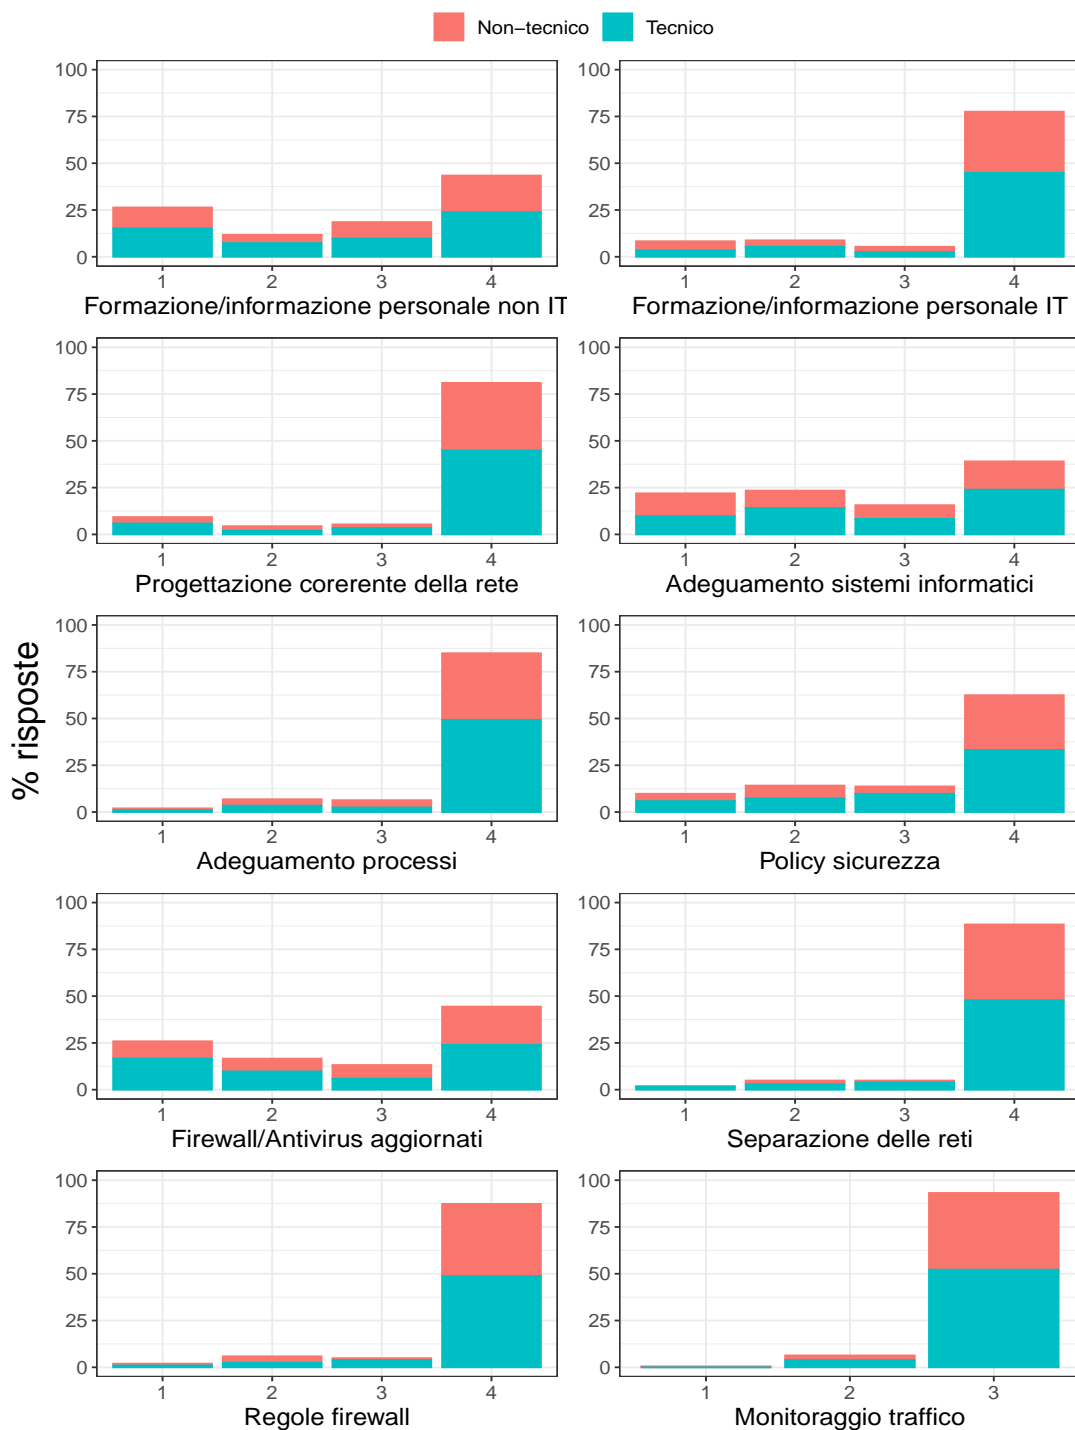 Non−tecnico Tecnico
100
75
50
25
0
1 2 3 4
Formazione/informazione personale non IT
100
75
50
25
0
1 2 3 4
Formazione/informazione personale IT
100
75
50
25
0
1 2 3 4
Progettazione corerente della rete
100
75
50
25
0
1 2 3 4
Adeguamento sistemi informatici
% risposte
100
75
50
25
0
1 2 3 4
Adeguamento processi
100
75
50
25
0
1 2 3 4
Policy sicurezza
100
75
50
25
0
1 2 3 4
Firewall/Antivirus aggiornati
100
75
50
25
0
1 2 3 4
Separazione delle reti
100
75
50
25
0
1 2 3 4
Regole firewall
100
75
50
25
0
1 2 3
Monitoraggio traffico